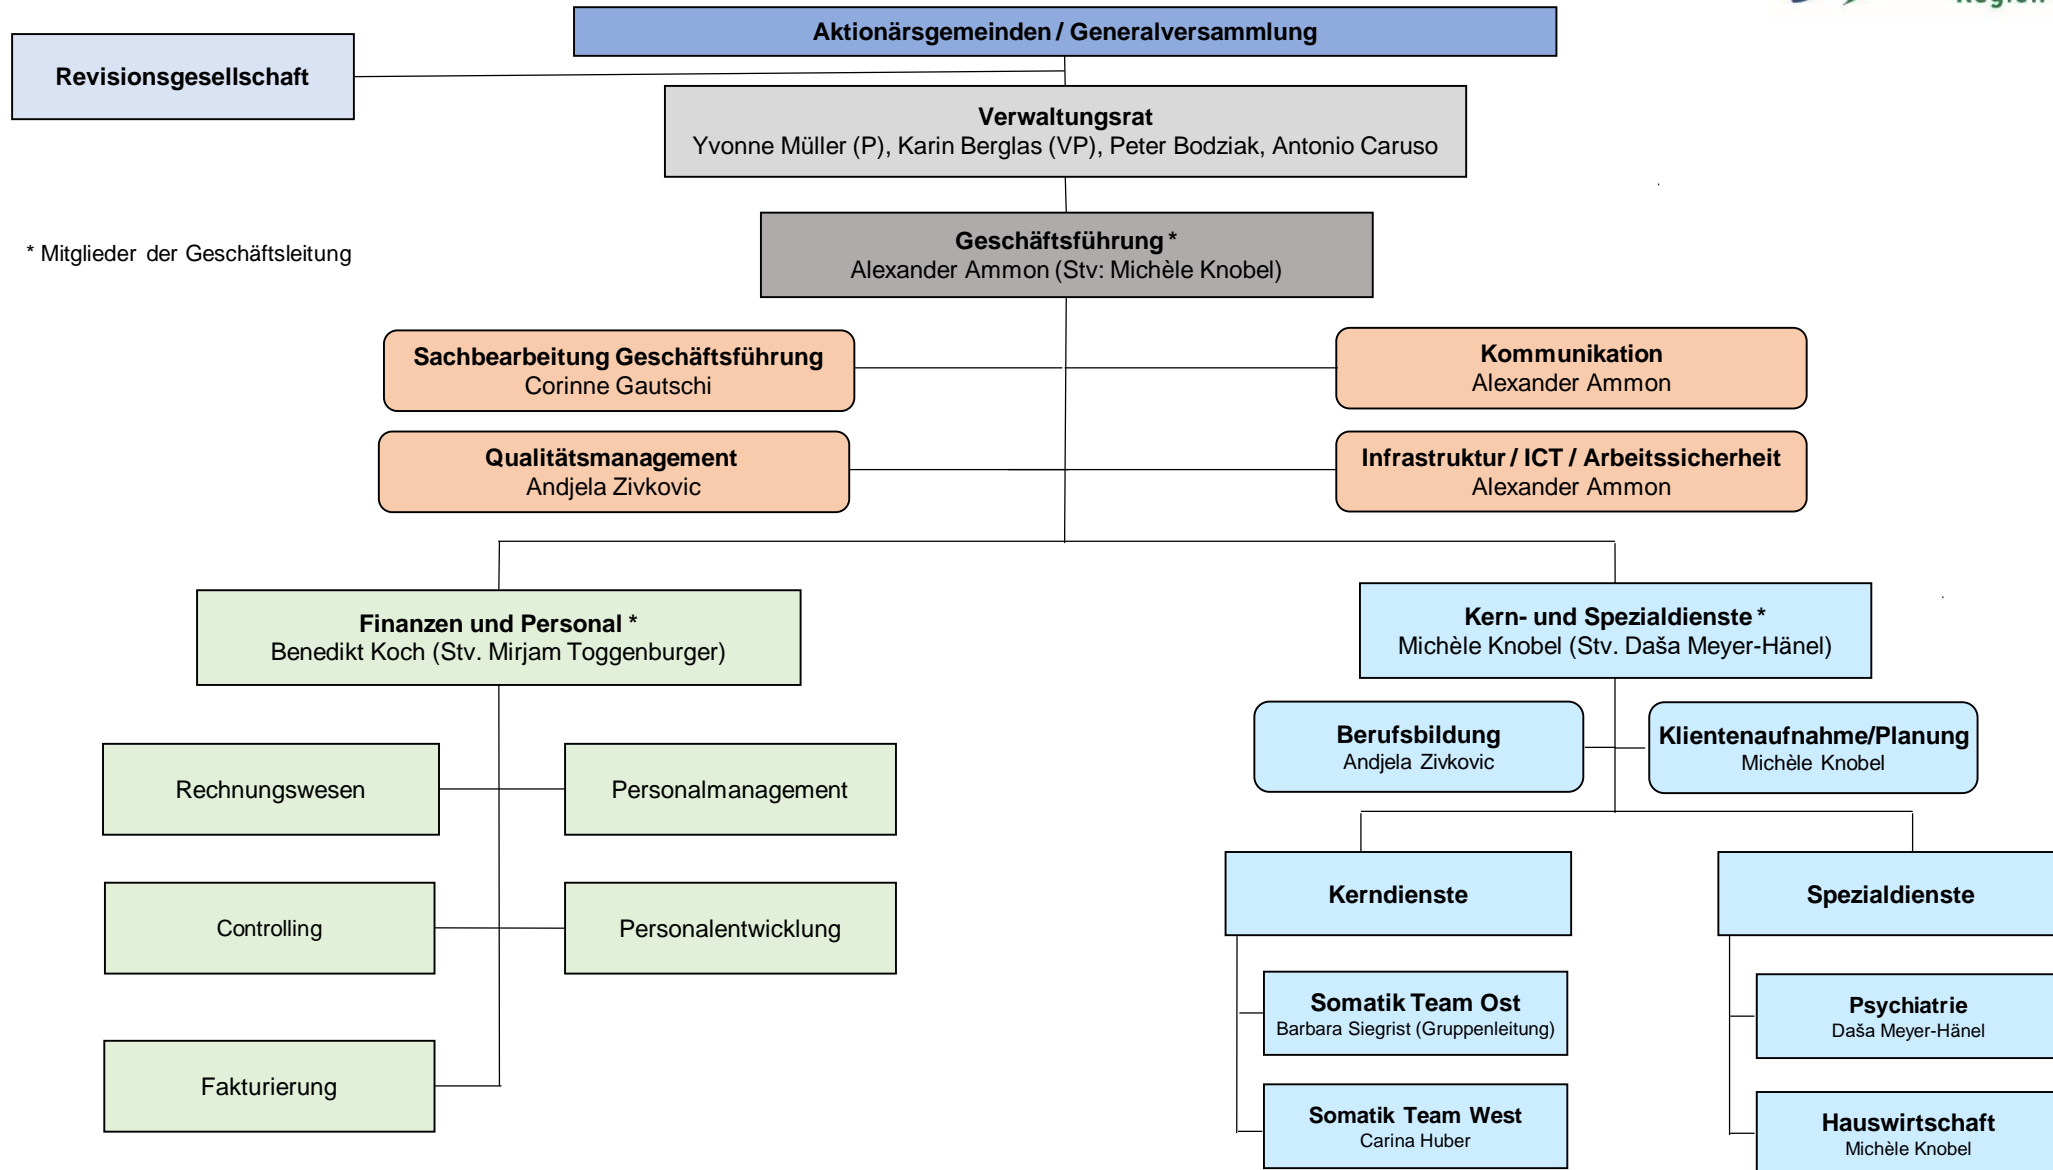 Region
Aktionärsgemeinden / Generalversammlung
Revisionsgesellschaft
Verwaltungsrat
Yvonne Müller (P), Karin Berglas (VP), Peter Bodziak, Antonio Caruso
* Mitglieder der Geschäftsleitung
Geschäftsführung *
Alexander Ammon (Stv: Michèle Knobel)
Sachbearbeitung Geschäftsführung
Corinne Gautschi
Kommunikation
Alexander Ammon
Qualitätsmanagement
Andjela Zivkovic
Infrastruktur / ICT / Arbeitssicherheit
Alexander Ammon
Finanzen und Personal *
Benedikt Koch (Stv. Mirjam Toggenburger)
Kern- und Spezialdienste *
Michèle Knobel (Stv. Daša Meyer-Hänel)
Berufsbildung
Andjela Zivkovic
Klientenaufnahme/Planung
Michèle Knobel
Rechnungswesen
Personalmanagement
Controlling
Personalentwicklung
Fakturierung
Kerndienste
Spezialdienste
Somatik Team Ost
Barbara Siegrist (Gruppenleitung)
Psychiatrie
Daša Meyer-Hänel
Somatik Team West
Carina Huber
Hauswirtschaft
Michèle Knobel